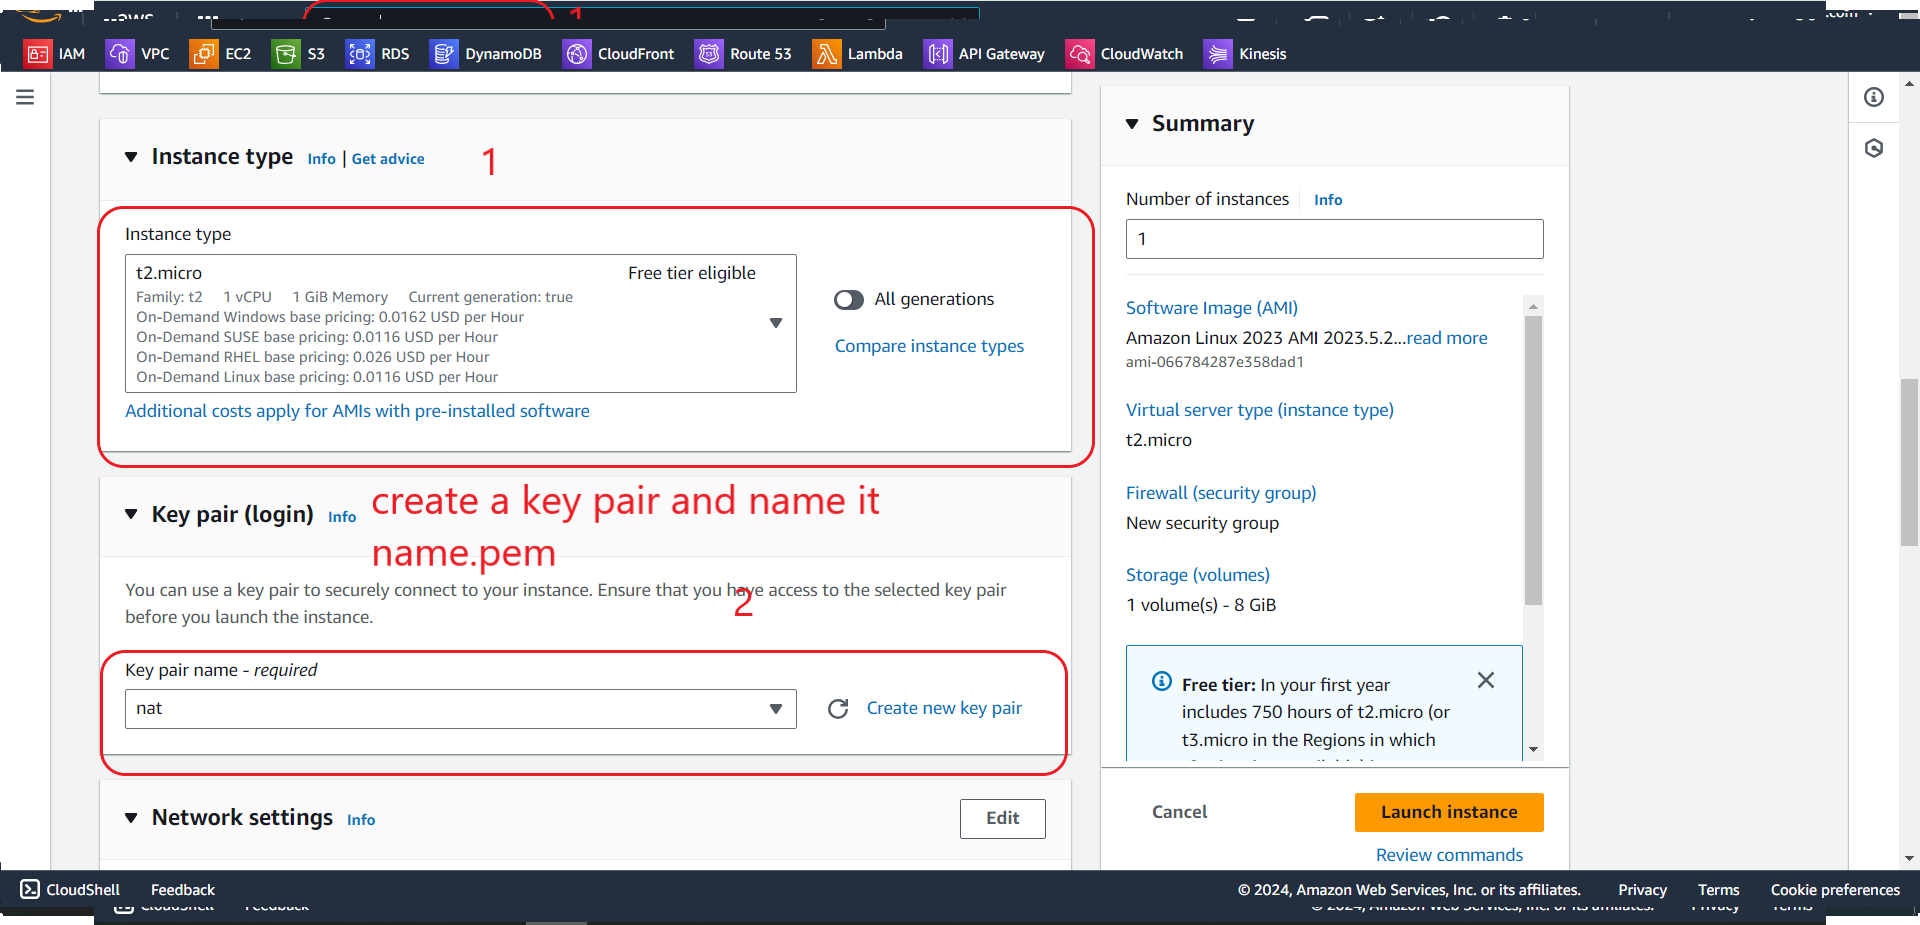 IAM VPC EC2 S3 RDS DynamoDB CloudFront Route 53 Lambda API Gateway CloudWatch Kinesis
Instance type Info | Get advice 1
Instance type
t2.micro Free tier eligible
Family: t2 1 vCPU 1 GiB Memory Current generation: true
On-Demand Windows base pricing: 0.0162 USD per Hour
On-Demand SUSE base pricing: 0.0116 USD per Hour
On-Demand RHEL base pricing: 0.026 USD per Hour
On-Demand Linux base pricing: 0.0116 USD per Hour
All generations
Compare instance types
Additional costs apply for AMIs with pre-installed software
Key pair (login) Info
create a key pair and name it
name.pem
You can use a key pair to securely connect to your instance. Ensure that you have access to the selected key pair
before you launch the instance.
2
Key pair name - required
nat
Create new key pair
Network settings Info
Edit
Summary
Number of instances Info
1
Software Image (AMI)
Amazon Linux 2023 AMI 2023.5.2...read more
ami-066784287e358dad1
Virtual server type (instance type)
t2.micro
Firewall (security group)
New security group
Storage (volumes)
1 volume(s) - 8 GiB
Free tier: In your first year
includes 750 hours of t2.micro (or
t3.micro in the Regions in which
Cancel
Launch instance
Review commands
CloudShell Feedback
© 2024, Amazon Web Services, Inc. or its affiliates. Privacy Terms Cookie preferences